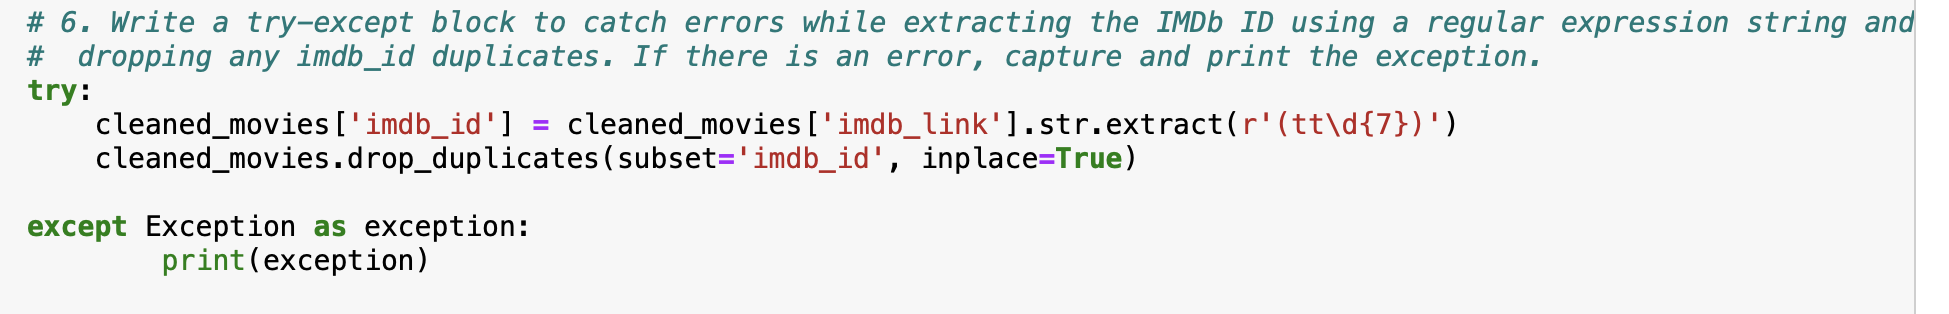 # 6. Write a try-except block to catch errors while extracting the IMDb ID using a regular expression string and
#  dropping any imdb_id duplicates. If there is an error, capture and print the exception.
try:
    cleaned_movies['imdb_id'] = cleaned_movies['imdb_link'].str.extract(r'(tt\d{7})')
    cleaned_movies.drop_duplicates(subset='imdb_id', inplace=True)
except Exception as exception:
        print(exception)